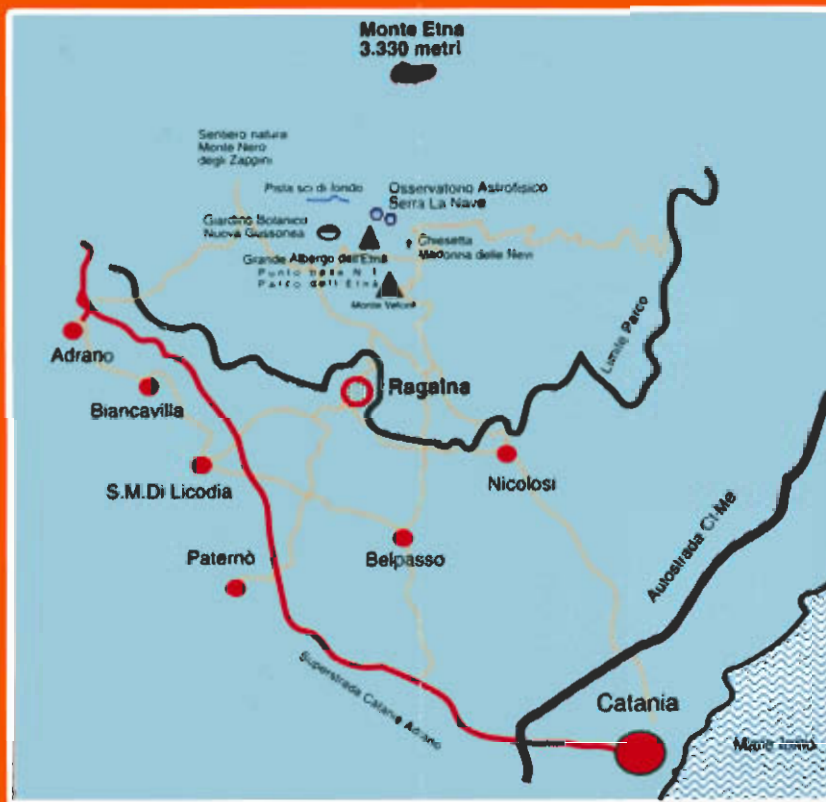 Monte Etna
3.330 metri
Sentiero natura
Monte Nero
degli Zappini
Pista sci di fondo
Osservatorio Astrofisico
Serra La Nave
Giardino Botanico
Nuova Gussonea
Chiesetta
Madonna delle Nevi
Grande Albergo dell'Etna
Punto base N. 1
Parco dell'Etna
Monte Vetore
Limite Parco
Adrano
Ragalna
Biancavilla
S.M.Di Licodia
Nicolosi
Paternò
Belpasso
Autostrada Ct-Me
Superstrada Catania Adrano
Catania
Mare Ionio